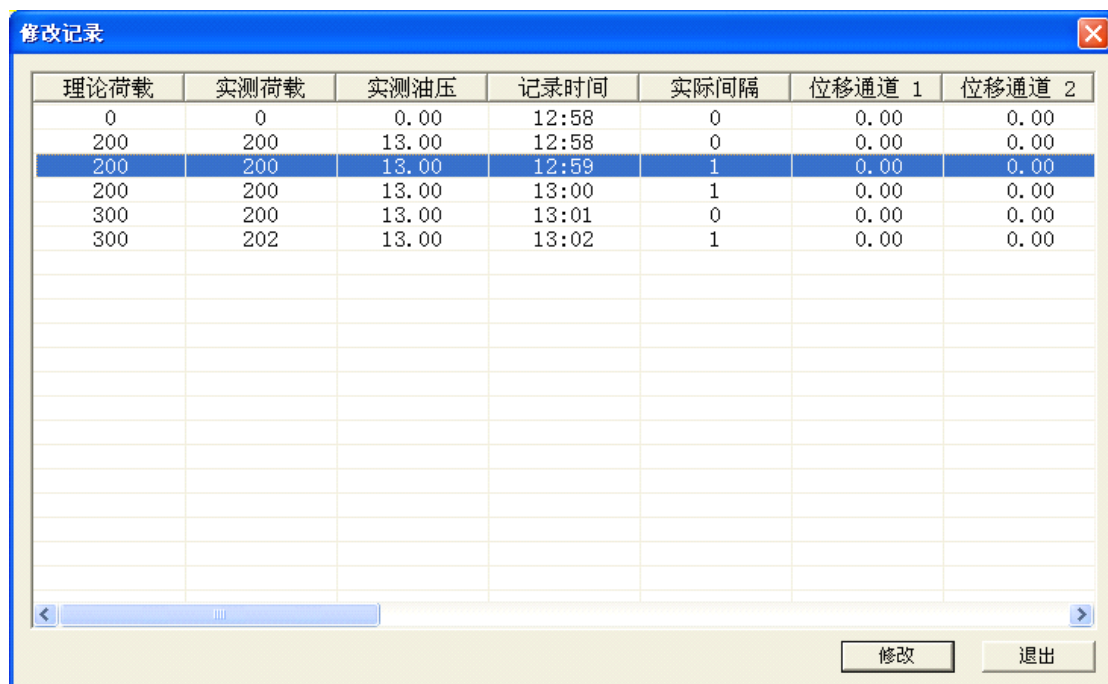 修改记录
理论荷载 实测荷载 实测油压 记录时间 实际间隔 位移通道 1 位移通道 2
0 0 0.00 12:58 0 0.00 0.00
200 200 13.00 12:58 0 0.00 0.00
200 200 13.00 12:59 1 0.00 0.00
200 200 13.00 13:00 1 0.00 0.00
300 200 13.00 13:01 0 0.00 0.00
300 202 13.00 13:02 1 0.00 0.00
修改 退出